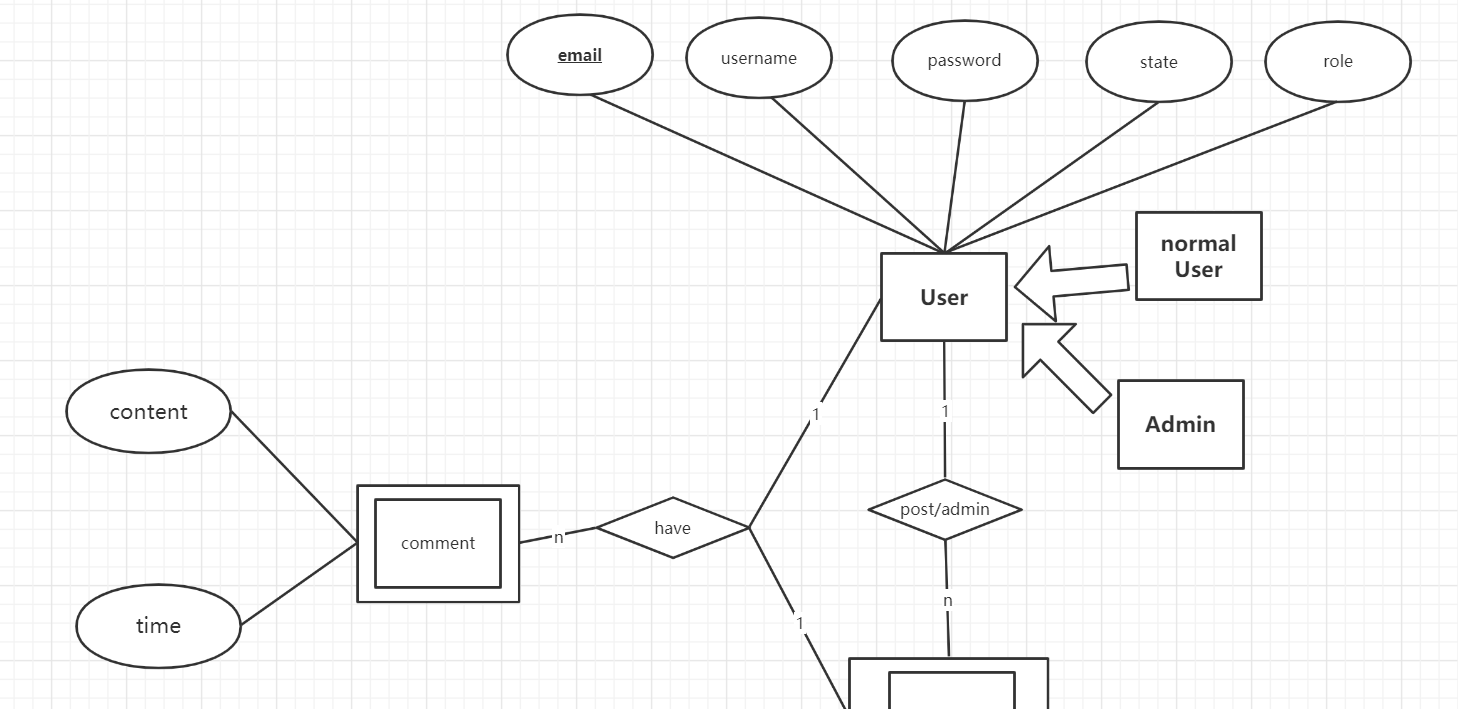 email
username
password
state
role
normal
User
User
Admin
content
1
1
post/admin
have
n
comment
n
time
1